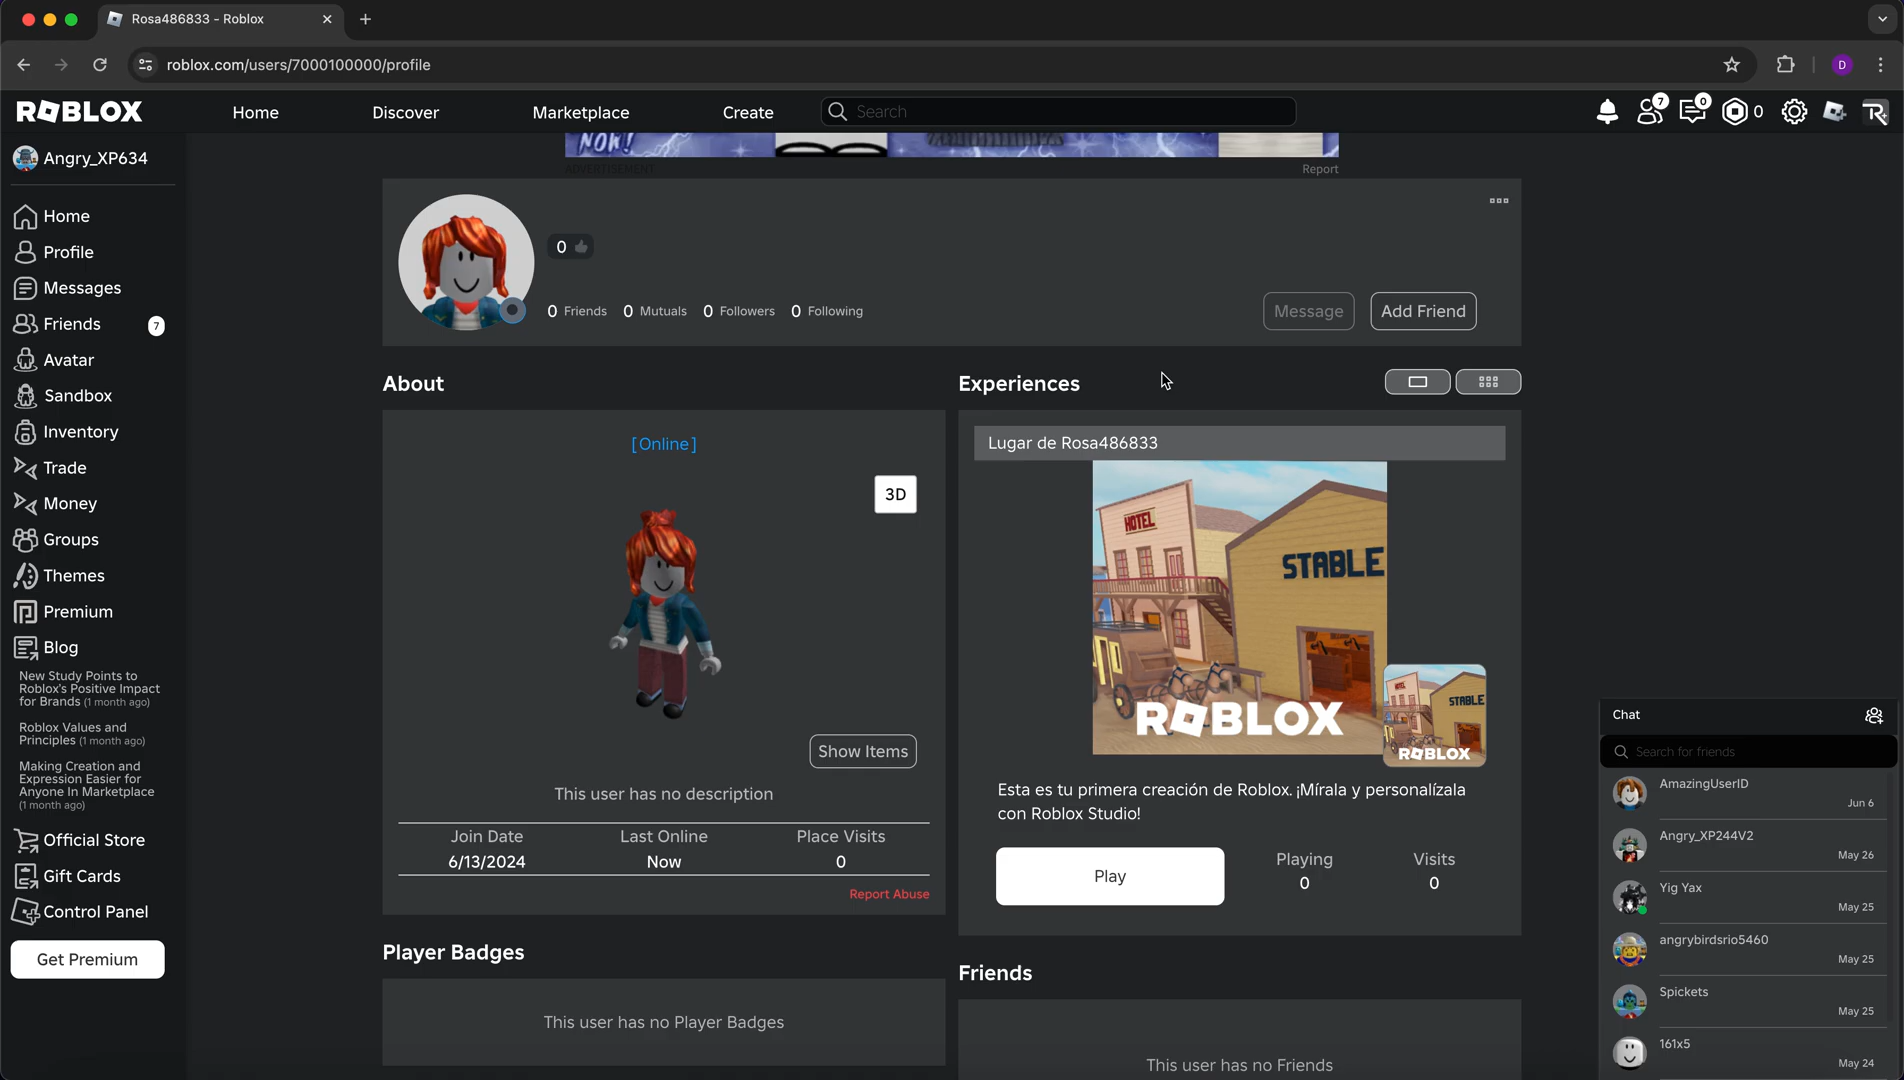 Rosa486833 - Roblox
roblox.com/users/7000100000/profile
D
ROBLOX
Home
Discover
Marketplace
Create
Search
7
0
0
NOW!
ADVERTISEMENT
Report
Angry_XP634
Home
Profile
Messages
Friends
7
Avatar
Sandbox
Inventory
Trade
Money
Groups
Themes
Premium
Blog
New Study Points to
Roblox's Positive Impact
for Brands (1 month ago)
Roblox Values and
Principles (1 month ago)
Making Creation and
Expression Easier for
Anyone In Marketplace
(1 month ago)
Official Store
Gift Cards
Control Panel
Get Premium
0
0 Friends 0 Mutuals 0 Followers 0 Following
Message
Add Friend
About
[Online]
3D
Show Items
This user has no description
Join Date Last Online Place Visits
6/13/2024 Now 0
Report Abuse
Player Badges
This user has no Player Badges
Experiences
Lugar de Rosa486833
HOTEL
STABLE
ROBLOX
HOTEL
STABLE
ROBLOX
Esta es tu primera creación de Roblox. ¡Mírala y personalízala
con Roblox Studio!
Play
Playing Visits
0 0
Friends
This user has no Friends
Chat
Search for friends
AmazingUserID
Jun 6
Angry_XP244V2
May 26
Yig Yax
May 25
angrybirdsrio5460
May 25
Spickets
May 25
161x5
May 24